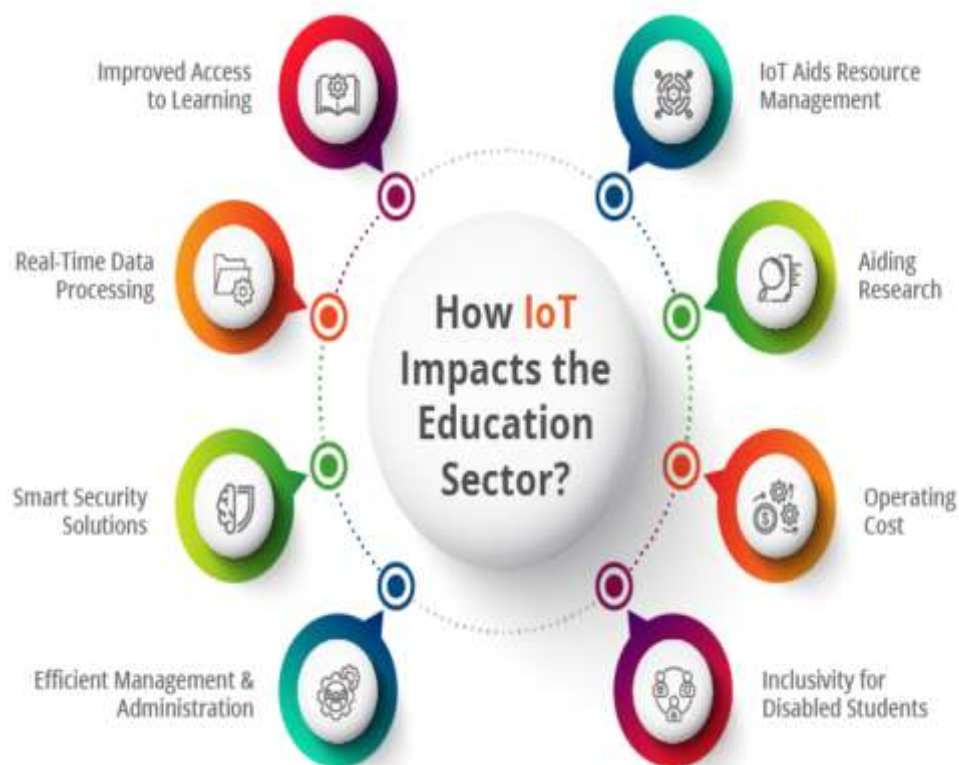 Improved Access
to Learning
IoT Aids Resource
Management
Real-Time Data
Processing
Aiding
Research
How IoT
Impacts the
Education
Sector?
Smart Security
Solutions
Operating
Cost
Efficient Management &
Administration
Inclusivity for
Disabled Students